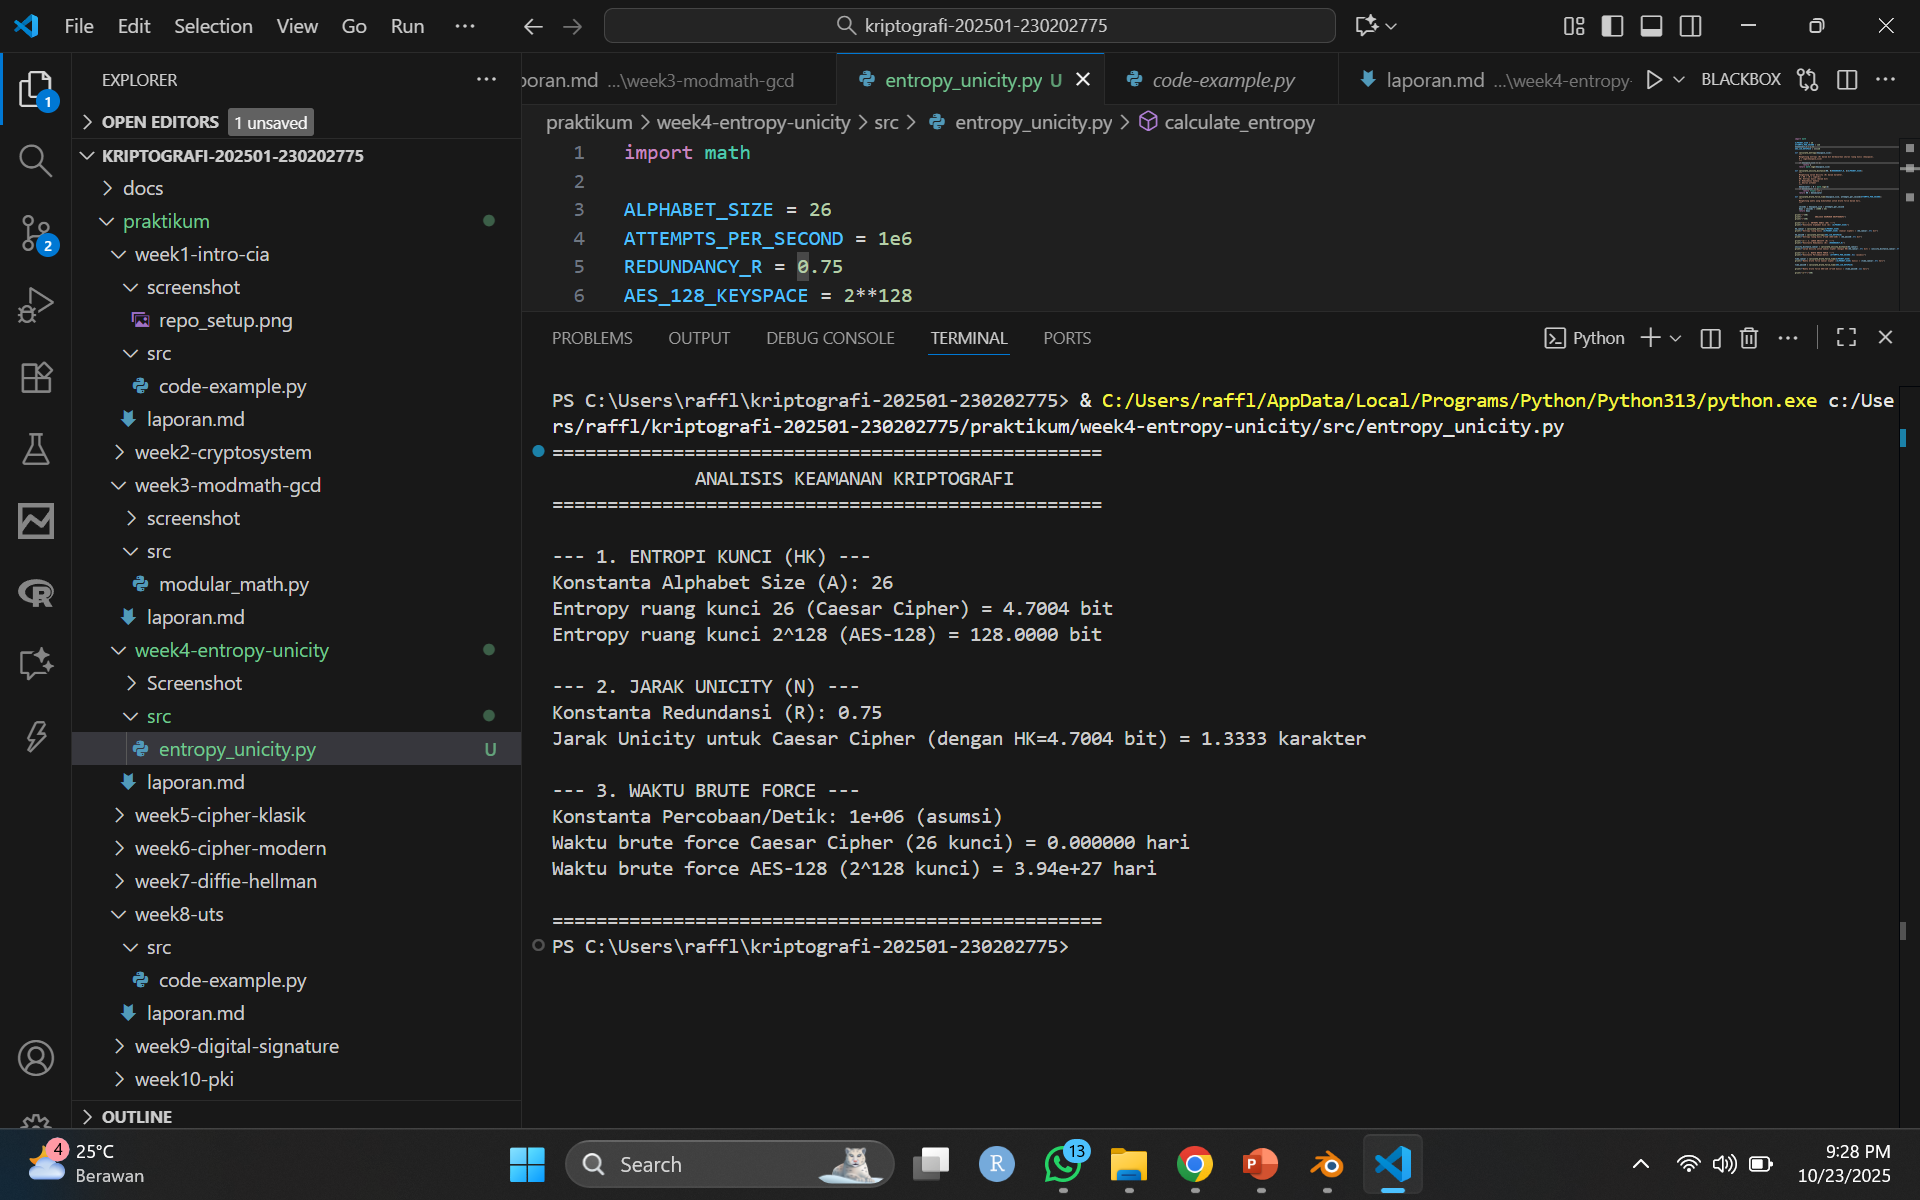 File Edit Selection View Go Run
kriptografi-202501-230202775
EXPLORER
OPEN EDITORS 1 unsaved
KRIPTOGRAFI-202501-230202775
docs
praktikum
week1-intro-cia
screenshot
repo_setup.png
src
code-example.py
laporan.md
week2-cryptosystem
week3-modmath-gcd
screenshot
src
modular_math.py
laporan.md
week4-entropy-unicity
Screenshot
src
entropy_unicity.py U
laporan.md
week5-cipher-klasik
week6-cipher-modern
week7-diffie-hellman
week8-uts
src
code-example.py
laporan.md
week9-digital-signature
week10-pki
OUTLINE
1
2
poran.md ...\week3-modmath-gcd entropy_unicity.py U code-example.py laporan.md ...\week4-entropy- BLACKBOX
praktikum > week4-entropy-unicity > src > entropy_unicity.py > calculate_entropy
1 import math
2
3 ALPHABET_SIZE = 26
4 ATTEMPTS_PER_SECOND = 1e6
5 REDUNDANCY_R = 0.75
6 AES_128_KEYSPACE = 2**128
PROBLEMS OUTPUT DEBUG CONSOLE TERMINAL PORTS Python
PS C:\Users\raffl\kriptografi-202501-230202775> & C:/Users/raffl/AppData/Local/Programs/Python/Python313/python.exe c:/Use
rs/raffl/kriptografi-202501-230202775/praktikum/week4-entropy-unicity/src/entropy_unicity.py
==================================================
ANALISIS KEAMANAN KRIPTOGRAFI
==================================================
--- 1. ENTROPI KUNCI (HK) ---
Konstanta Alphabet Size (A): 26
Entropy ruang kunci 26 (Caesar Cipher) = 4.7004 bit
Entropy ruang kunci 2^128 (AES-128) = 128.0000 bit
--- 2. JARAK UNICITY (N) ---
Konstanta Redundansi (R): 0.75
Jarak Unicity untuk Caesar Cipher (dengan HK=4.7004 bit) = 1.3333 karakter
--- 3. WAKTU BRUTE FORCE ---
Konstanta Percobaan/Detik: 1e+06 (asumsi)
Waktu brute force Caesar Cipher (26 kunci) = 0.000000 hari
Waktu brute force AES-128 (2^128 kunci) = 3.94e+27 hari
==================================================
PS C:\Users\raffl\kriptografi-202501-230202775>
4
25°C
Berawan
Search
R
13
P
9:28 PM
10/23/2025